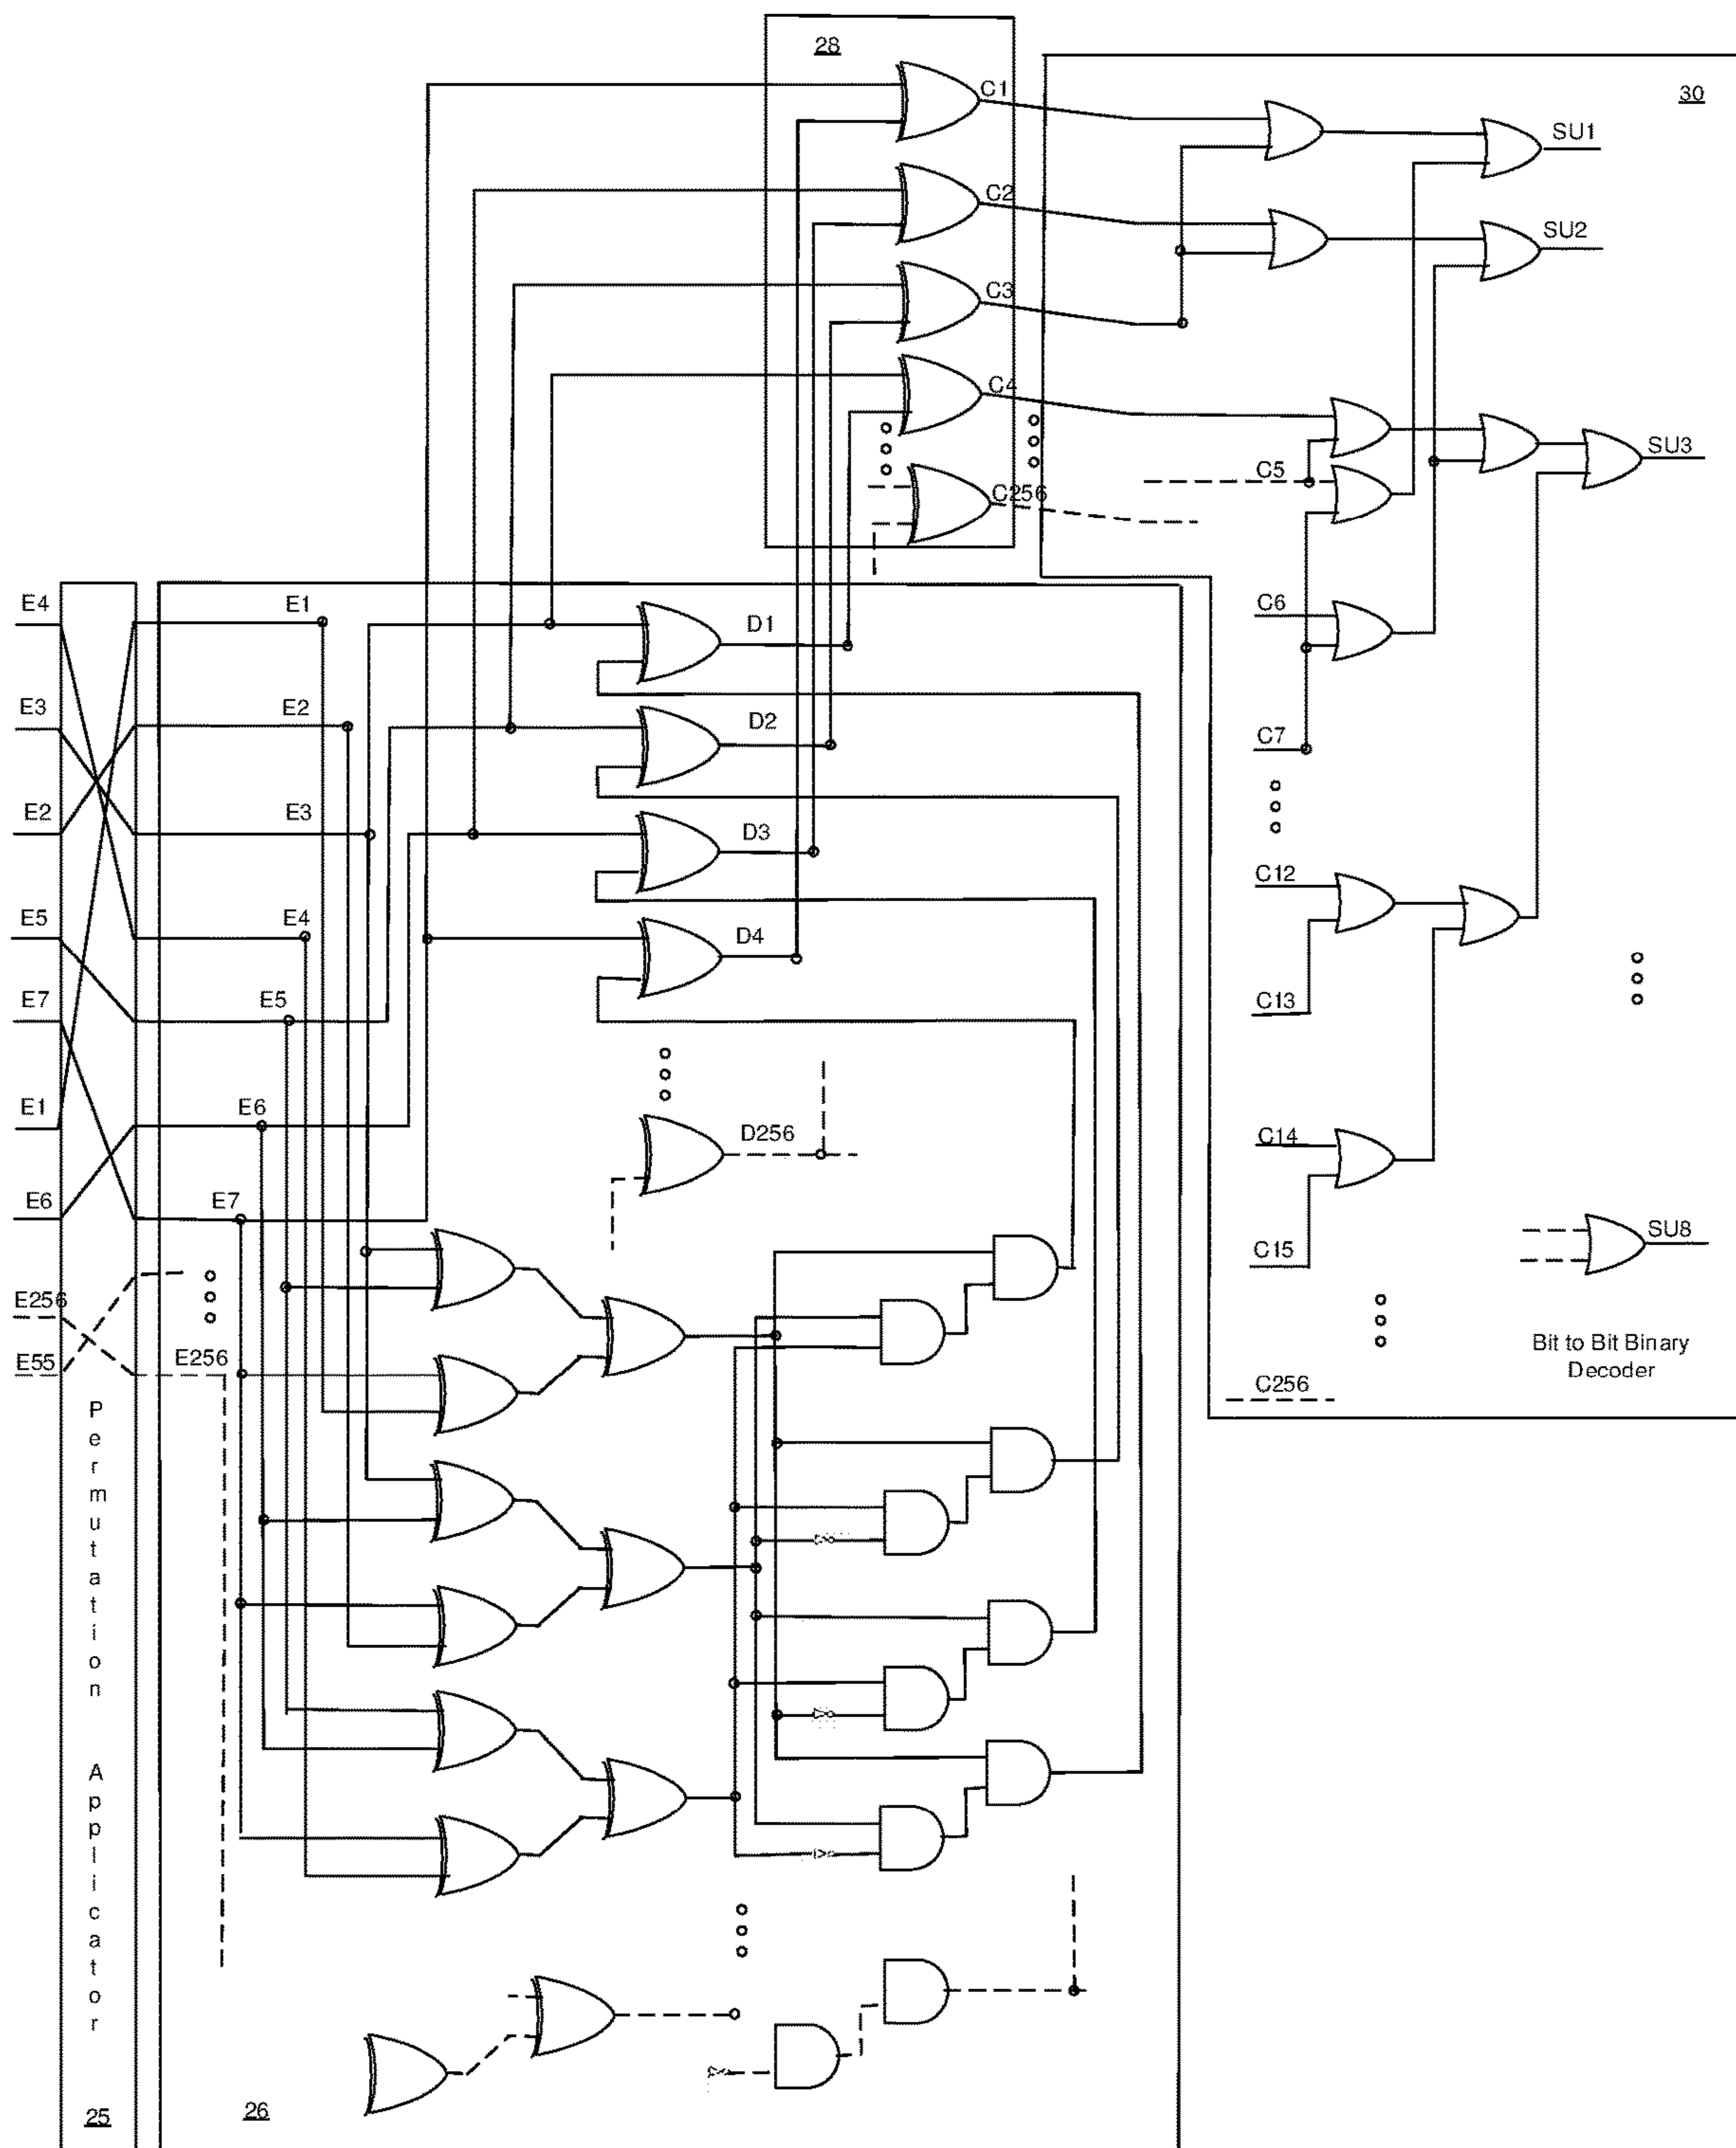 28
30
C1
C2
C3
C4
C256
SU1
SU2
SU3
C5
C6
C7
C12
C13
C14
C15
C256
SU8
Bit to Bit Binary
Decoder
E4
E3
E2
E5
E7
E1
E6
E256
E55
Permutation Applicator
25
E1
E2
E3
E4
E5
E6
E7
E256
D1
D2
D3
D4
D256
26